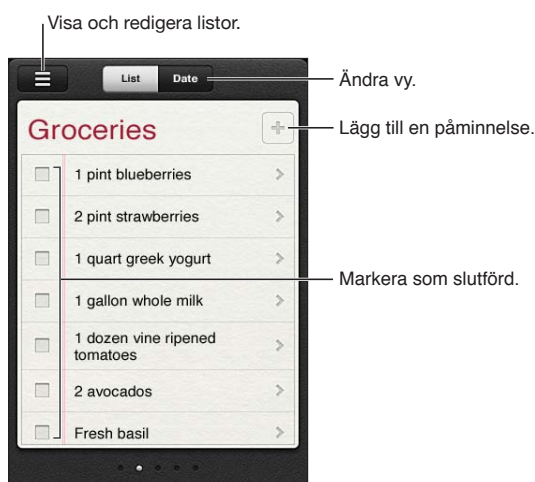 Visa och redigera listor.
List
Date
Ändra vy.
Groceries
Lägg till en påminnelse.
1 pint blueberries
2 pint strawberries
1 quart greek yogurt
Markera som slutförd.
1 gallon whole milk
1 dozen vine ripened
tomatoes
2 avocados
Fresh basil